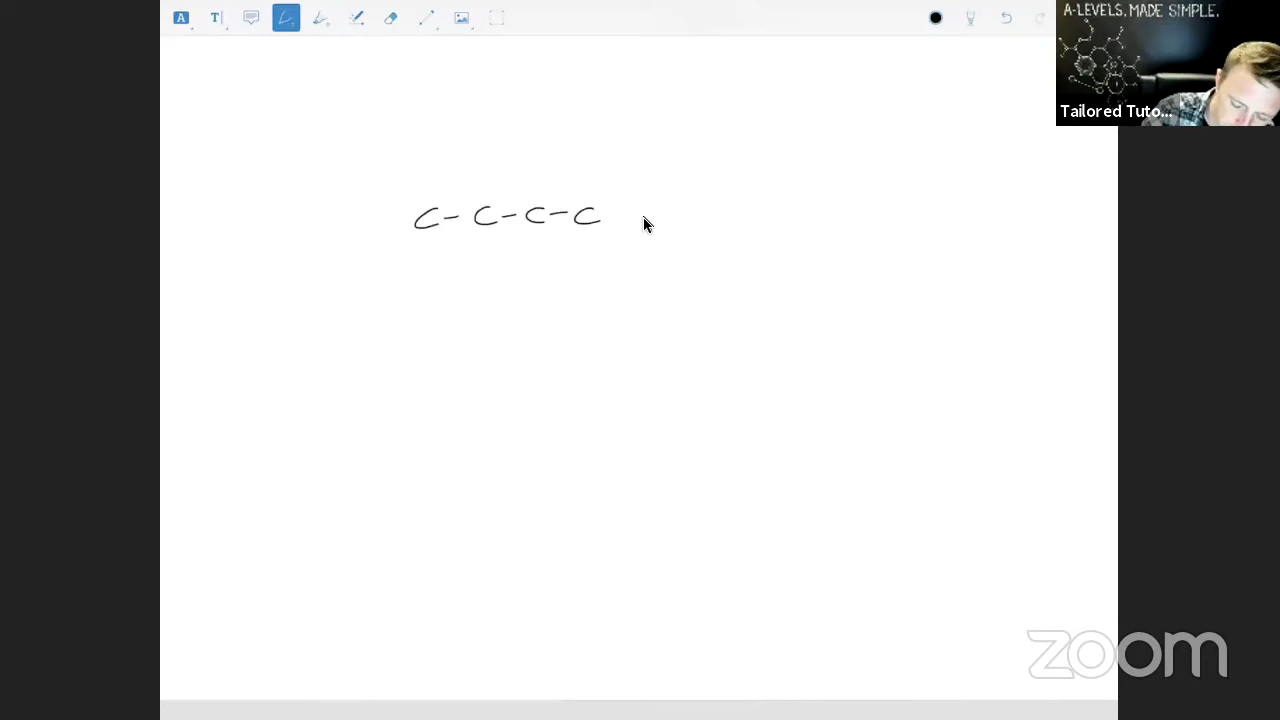 A T
A-LEVELS, MADE SIMPLE.
Tailored Tuto...
C - C - C - C
zoom